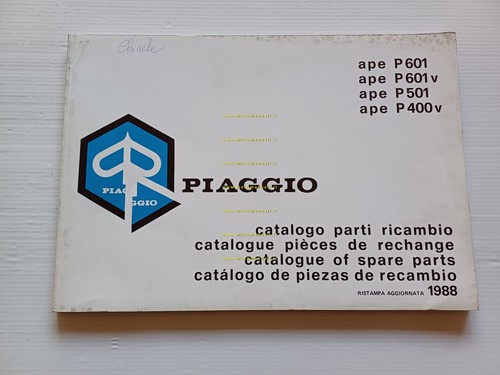 ape P601
ape P601v
ape P501
ape P400v
PIAGGIO
PIAGGIO
catalogo parti ricambio
catalogue pièces de rechange
catalogue of spare parts
catálogo de piezas de recambio
RISTAMPA AGGIORNATA 1988